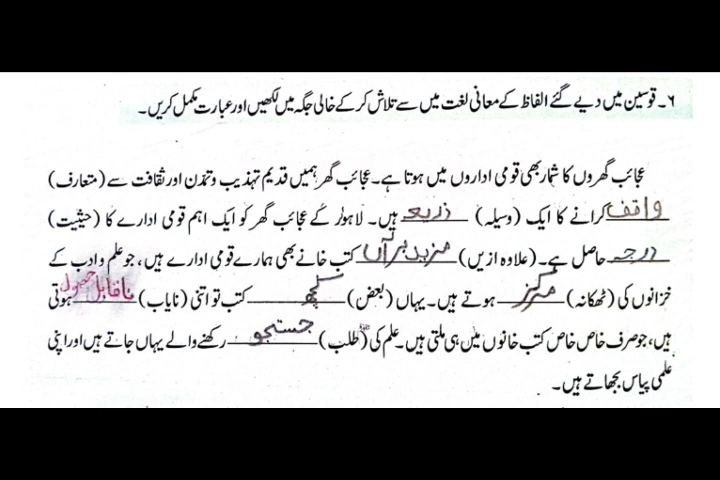 ۶۔ قوسین میں دیے گئے الفاظ کے معانی لغت میں سے تلاش کر کے خالی جگہ میں لکھیں اور عبارت مکمل کریں۔
عجائب گھروں کا شمار بھی قومی اداروں میں ہوتا ہے۔ عجائب گھر ہمیں قدیم تہذیب و تمدن اور ثقافت سے (متعارف)
واقف کرانے کا ایک (وسیلہ) ذریعہ ہیں۔ لاہور کے عجائب گھر کو ایک اہم قومی ادارے کا (حیثیت)
درجہ حاصل ہے۔ (علاوہ ازیں) مزید برآں کتب خانے بھی ہمارے قومی ادارے ہیں، جو علم و ادب کے
خزانوں کی (ٹھکانہ) مرکز ہوتے ہیں۔ یہاں (بعض) کچھ کتب تو اتنی (نایاب) ناقابل حصول ہوتی
ہیں، جو صرف خاص خاص کتب خانوں میں ہی ملتی ہیں۔ علم کی (طلب) جستجو رکھنے والے یہاں جاتے ہیں اور اپنی
علمی پیاس بجھاتے ہیں۔